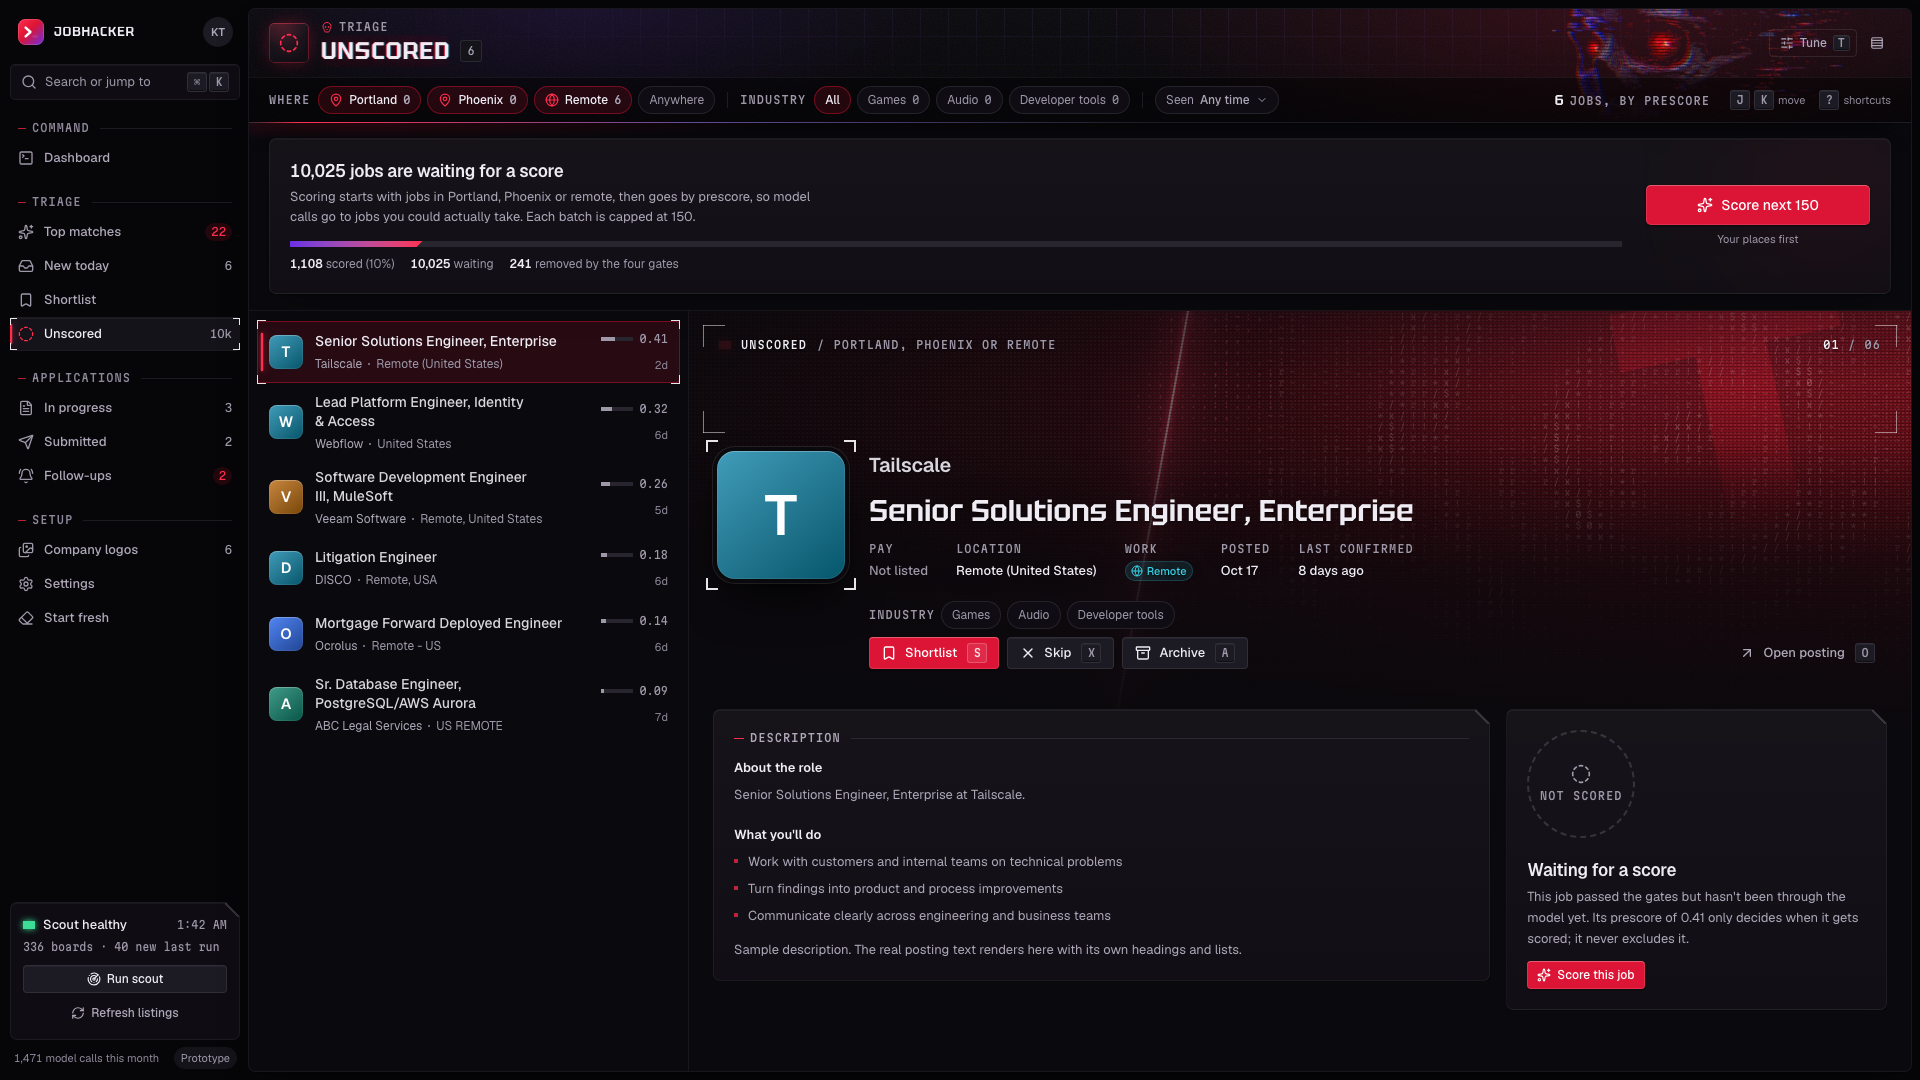 JOBHACKER
KT
Search or jump to ⌘ K
COMMAND
Dashboard
TRIAGE
Top matches 22
New today 6
Shortlist
Unscored 10k
APPLICATIONS
In progress 3
Submitted 2
Follow-ups 2
SETUP
Company logos 6
Settings
Start fresh
Scout healthy 1:42 AM
336 boards · 40 new last run
Run scout
Refresh listings
1,471 model calls this month Prototype
TRIAGE
UNSCORED 6
Tune T
WHERE Portland 0 Phoenix 0 Remote 6 Anywhere INDUSTRY All Games 0 Audio 0 Developer tools 0 Seen Any time
6 JOBS, BY PRESCORE J K move ? shortcuts
10,025 jobs are waiting for a score
Scoring starts with jobs in Portland, Phoenix or remote, then goes by prescore, so model
calls go to jobs you could actually take. Each batch is capped at 150.
1,108 scored (10%) 10,025 waiting 241 removed by the four gates
Score next 150
Your places first
T
Senior Solutions Engineer, Enterprise 0.41
Tailscale · Remote (United States) 2d
W
Lead Platform Engineer, Identity
& Access 0.32
Webflow · United States 6d
V
Software Development Engineer
III, MuleSoft 0.26
Veeam Software · Remote, United States 5d
D
Litigation Engineer 0.18
DISCO · Remote, USA 6d
O
Mortgage Forward Deployed Engineer 0.14
Ocrolus · Remote - US 6d
A
Sr. Database Engineer,
PostgreSQL/AWS Aurora 0.09
ABC Legal Services · US REMOTE 7d
UNSCORED / PORTLAND, PHOENIX OR REMOTE 01 / 06
T
Tailscale
Senior Solutions Engineer, Enterprise
PAY LOCATION WORK POSTED LAST CONFIRMED
Not listed Remote (United States) Remote Oct 17 8 days ago
INDUSTRY Games Audio Developer tools
Shortlist S Skip X Archive A Open posting O
DESCRIPTION
About the role
Senior Solutions Engineer, Enterprise at Tailscale.
What you'll do
Work with customers and internal teams on technical problems
Turn findings into product and process improvements
Communicate clearly across engineering and business teams
Sample description. The real posting text renders here with its own headings and lists.
NOT SCORED
Waiting for a score
This job passed the gates but hasn't been through the
model yet. Its prescore of 0.41 only decides when it gets
scored; it never excludes it.
Score this job